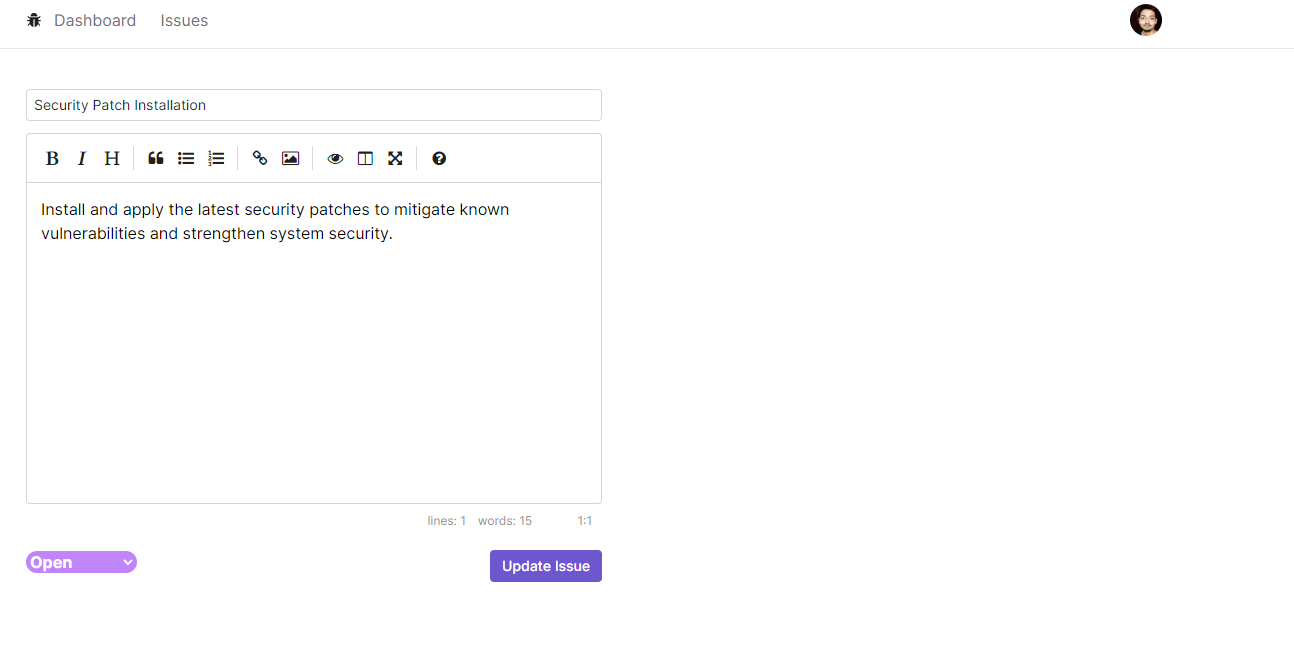 Dashboard Issues
Security Patch Installation
B I H
Install and apply the latest security patches to mitigate known
vulnerabilities and strengthen system security.
lines: 1 words: 15 1:1
Open
Update Issue